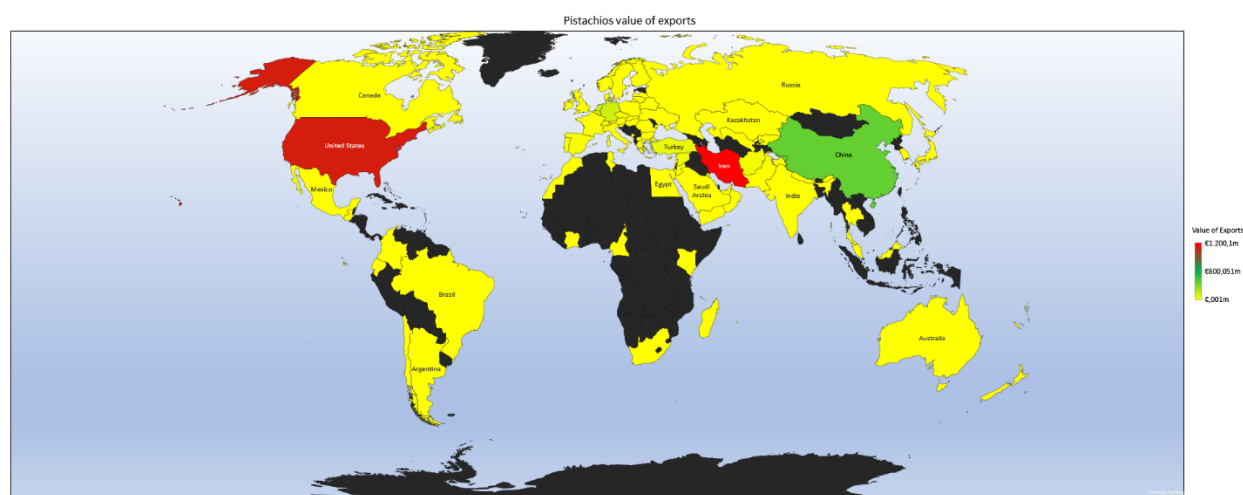 Pistachios value of exports
Canada
Russia
United States
Kazakhstan
Turkey
Iran
China
Mexico
Egypt
Saudi
Arabia
India
Brazil
Australia
Argentina
Value of Exports
€1.200,1m
€600,051m
€,001m